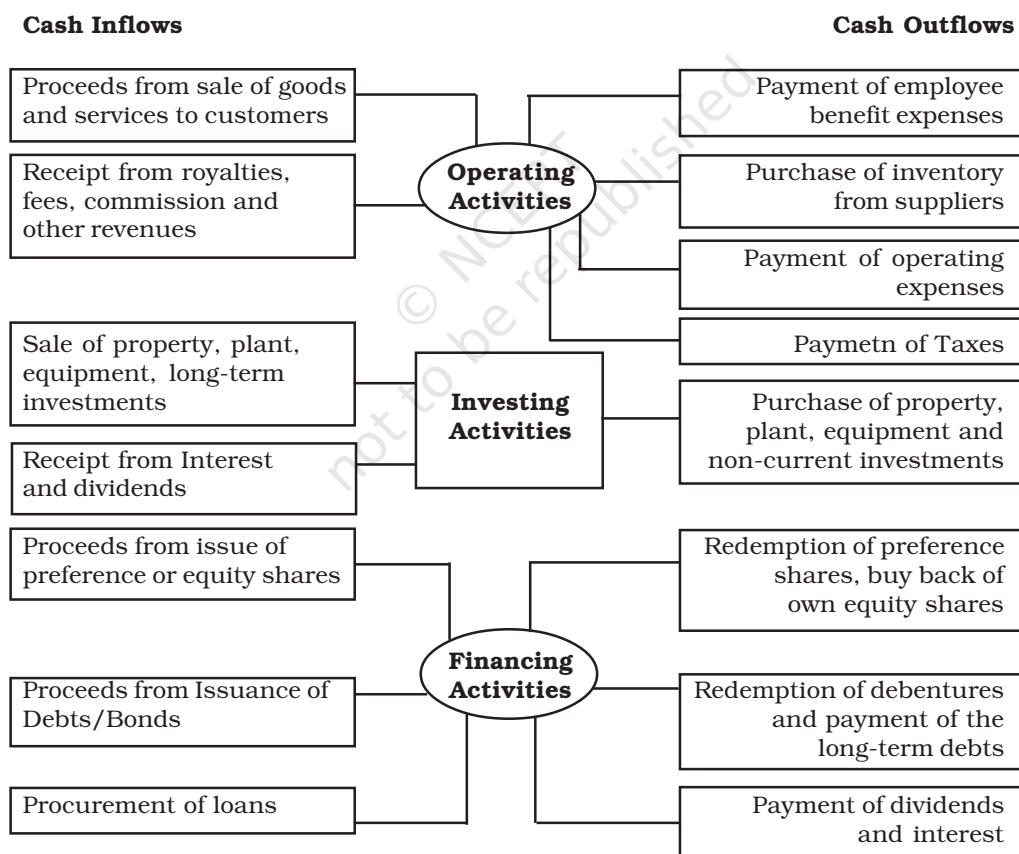 Cash Inflows
Cash Outflows
Proceeds from sale of goods
and services to customers
Receipt from royalties,
fees, commission and
other revenues
Operating
Activities
Payment of employee
benefit expenses
Purchase of inventory
from suppliers
Payment of operating
expenses
Paymetn of Taxes
Sale of property, plant,
equipment, long-term
investments
Receipt from Interest
and dividends
Investing
Activities
Purchase of property,
plant, equipment and
non-current investments
Proceeds from issue of
preference or equity shares
Proceeds from Issuance of
Debts/Bonds
Procurement of loans
Financing
Activities
Redemption of preference
shares, buy back of
own equity shares
Redemption of debentures
and payment of the
long-term debts
Payment of dividends
and interest
© NCERT
not to be republished